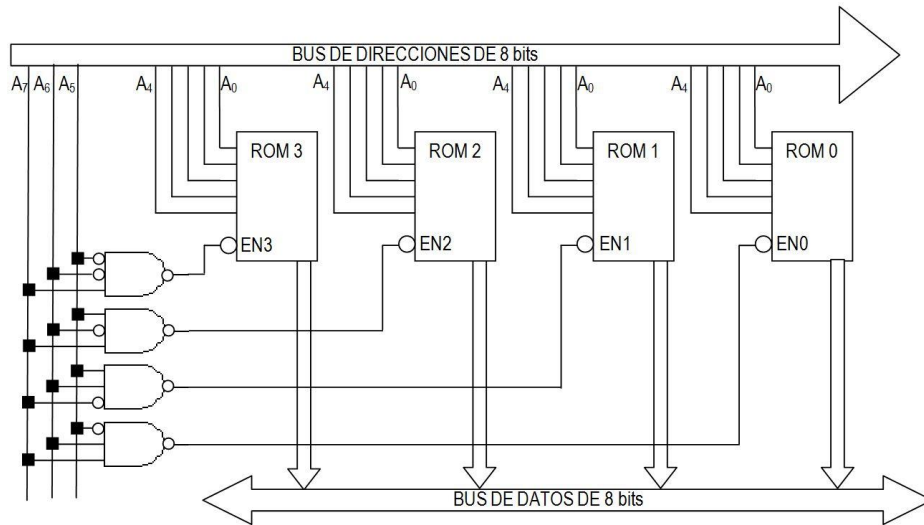 BUS DE DIRECCIONES DE 8 bits
A7 A6 A5 A4 A0 A4 A0 A4 A0 A4 A0
ROM 3 ROM 2 ROM 1 ROM 0
EN3 EN2 EN1 EN0
BUS DE DATOS DE 8 bits